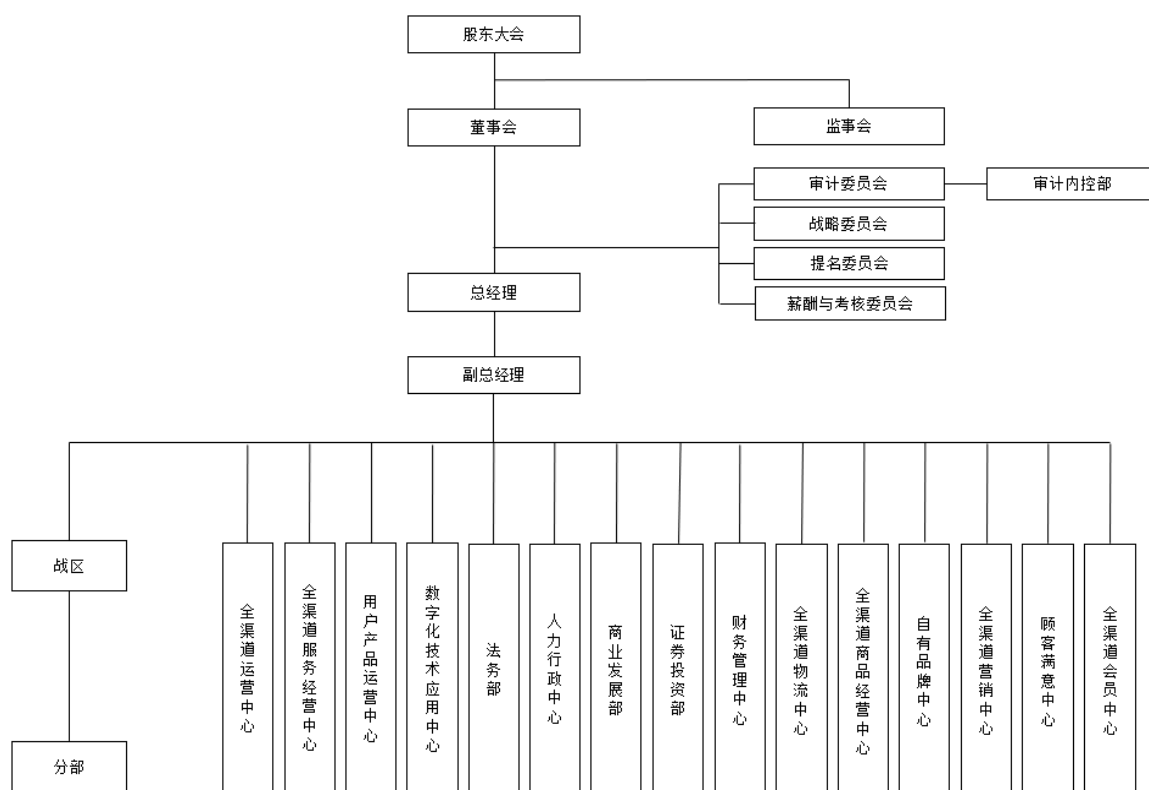 股东大会
董事会
监事会
审计委员会
审计内控部
战略委员会
提名委员会
总经理
薪酬与考核委员会
副总经理
战区
全渠道运营中心
全渠道服务经营中心
用户产品运营中心
数字化技术应用中心
法务部
人力行政中心
商业发展部
证券投资部
财务管理中心
全渠道物流中心
全渠道商品经营中心
自有品牌中心
全渠道营销中心
顾客满意中心
全渠道会员中心
分部